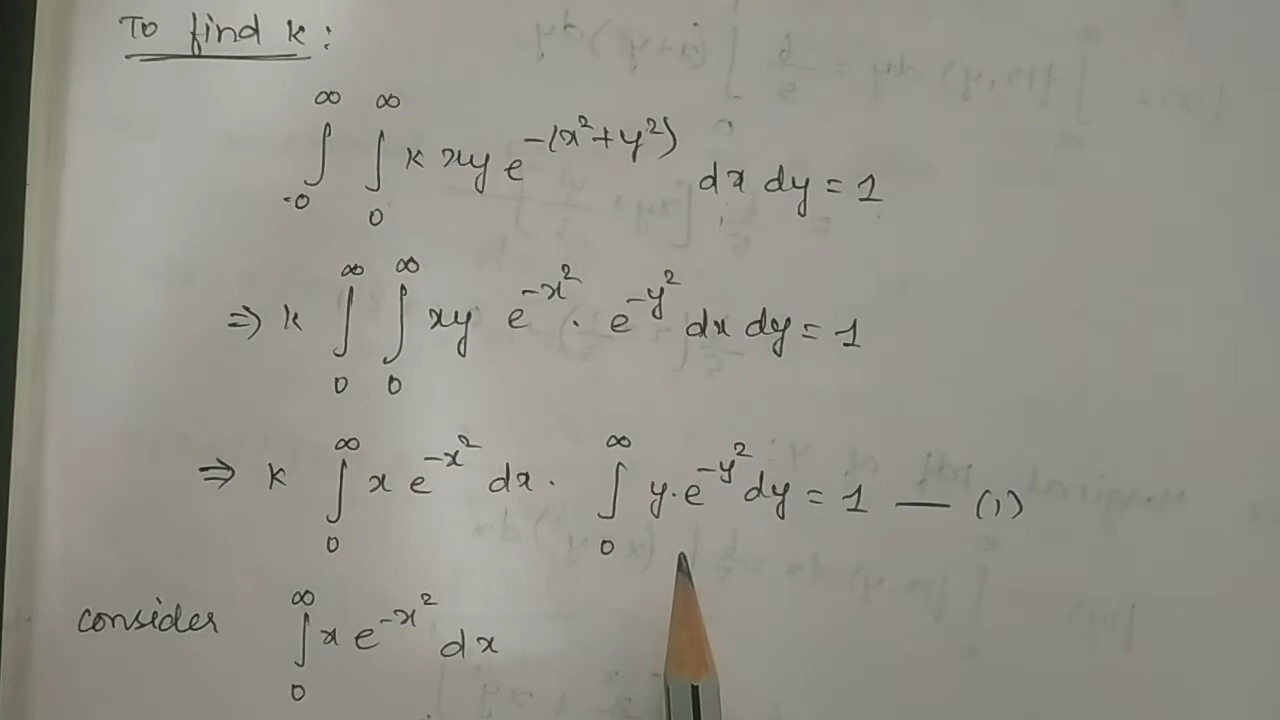 To find k:
∫_{-0}^{∞} ∫_{0}^{∞} k xy e^{-(x²+y²)} dx dy = 1
⇒ k ∫_{0}^{∞} ∫_{0}^{∞} xy e^{-x²} · e^{-y²} dx dy = 1
⇒ k ∫_{0}^{∞} x e^{-x²} dx · ∫_{0}^{∞} y · e^{-y²} dy = 1 — (1)
consider ∫_{0}^{∞} x e^{-x²} dx